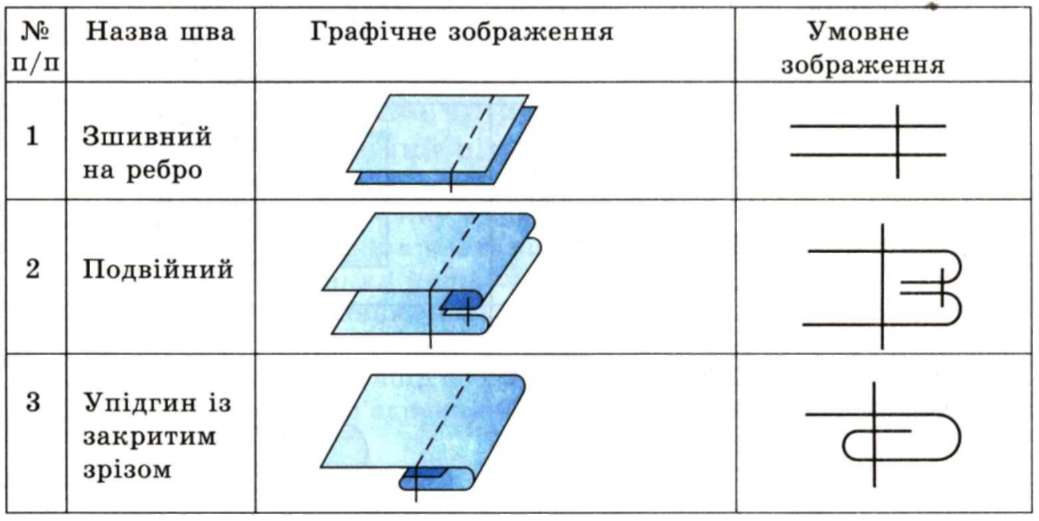 № п/п
Назва шва
Графічне зображення
Умовне зображення
1
Зшивний на ребро
2
Подвійний
3
Упідгин із закритим зрізом